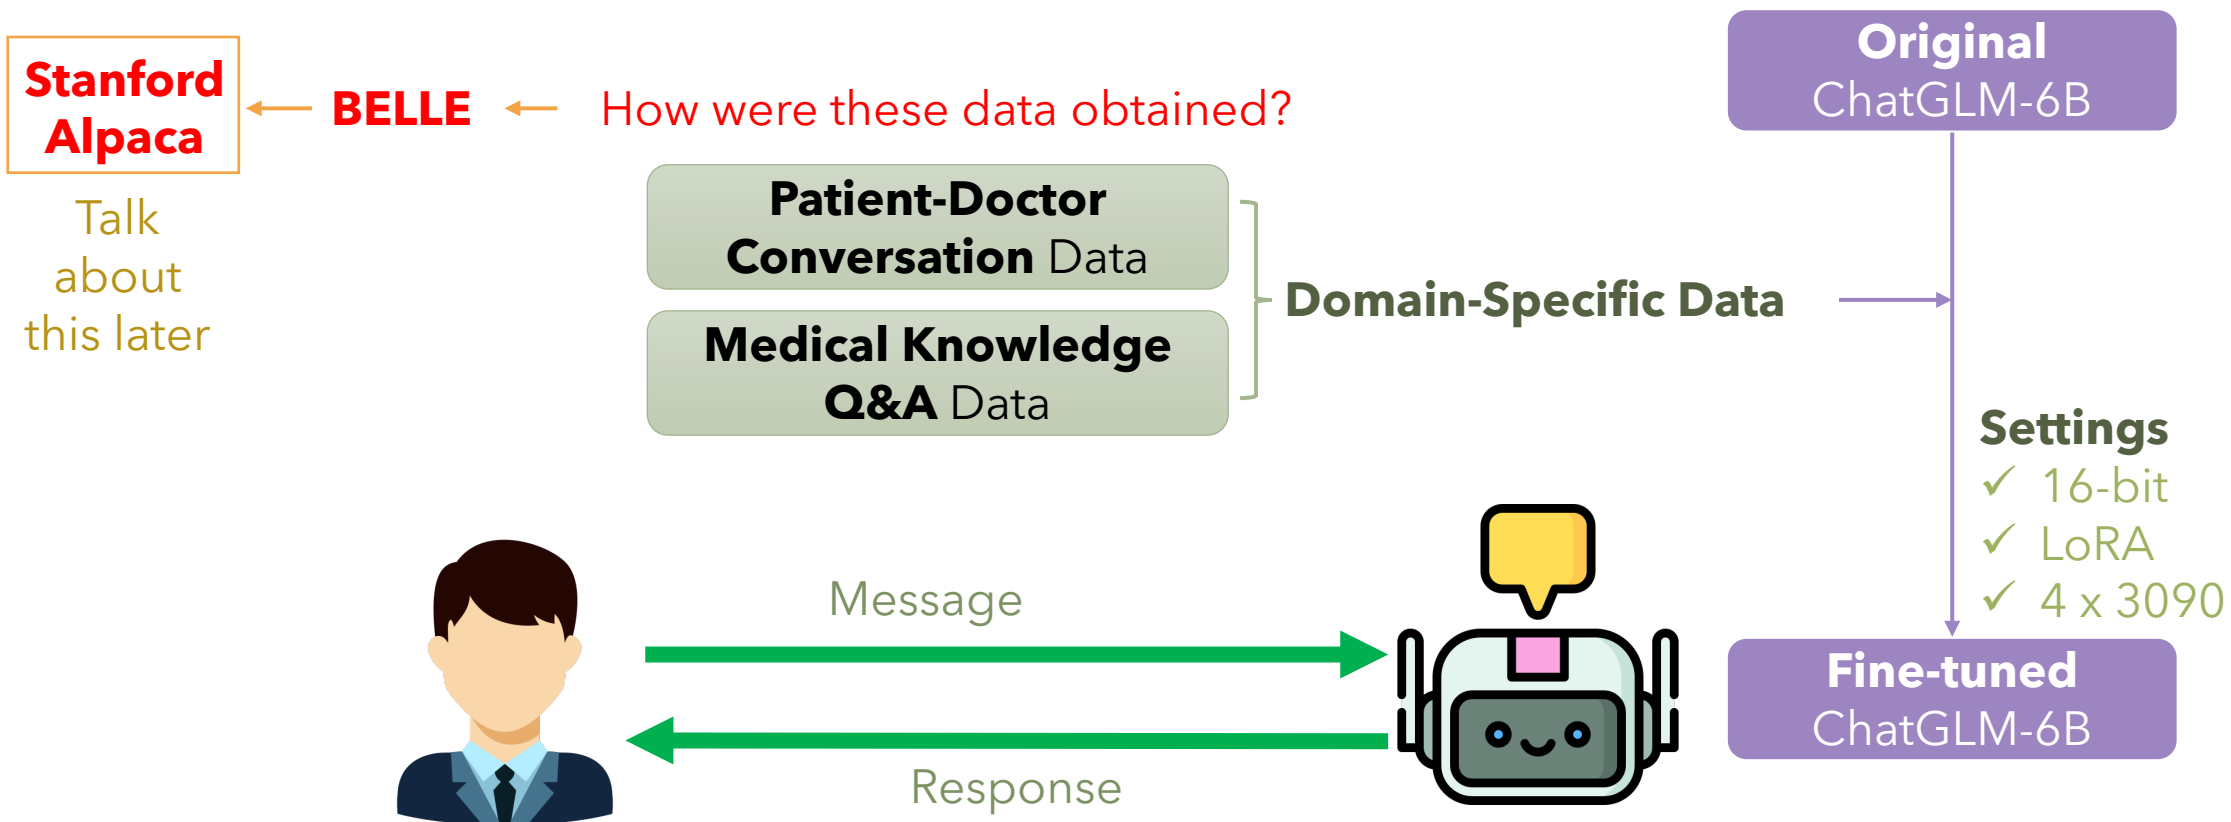 Stanford
Alpaca
BELLE
How were these data obtained?
Talk
about
this later
Patient-Doctor
Conversation Data
Medical Knowledge
Q&A Data
Domain-Specific Data
Original
ChatGLM-6B
Settings
✓ 16-bit
✓ LoRA
✓ 4 x 3090
Fine-tuned
ChatGLM-6B
Message
Response